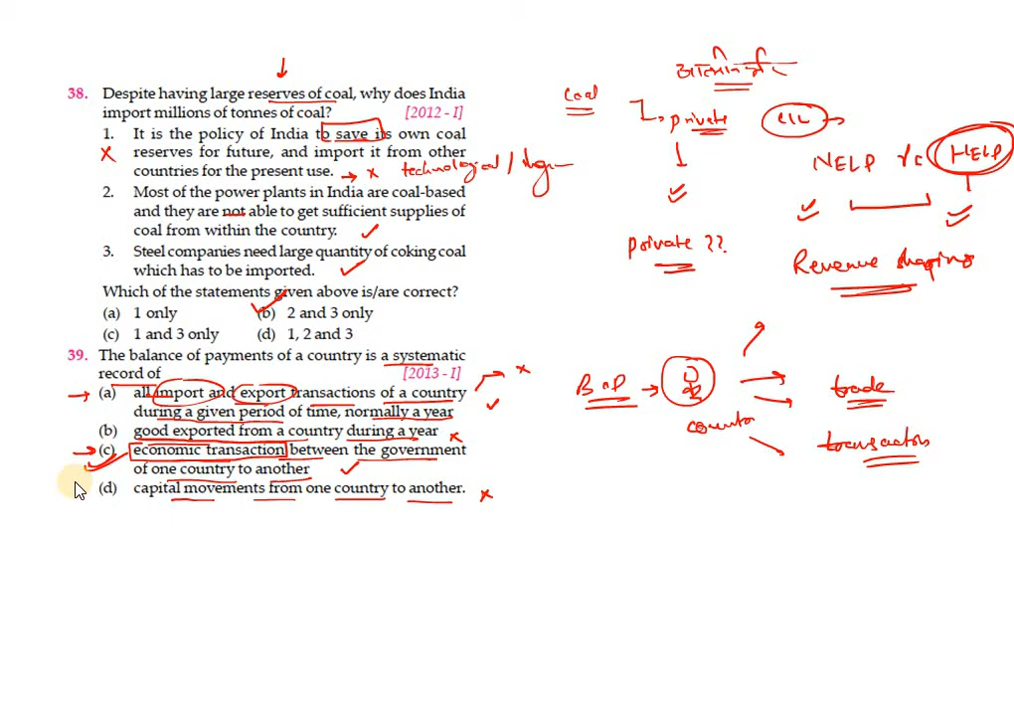 38. Despite having large reserves of coal, why does India
import millions of tonnes of coal? [2012 - I]
1. It is the policy of India to save its own coal
reserves for future, and import it from other
countries for the present use.
technological /
2. Most of the power plants in India are coal-based
and they are not able to get sufficient supplies of
coal from within the country.
3. Steel companies need large quantity of coking coal
which has to be imported.
Which of the statements given above is/are correct?
(a) 1 only (b) 2 and 3 only
(c) 1 and 3 only (d) 1, 2 and 3
39. The balance of payments of a country is a systematic
record of [2013 - I]
(a) all import and export transactions of a country
during a given period of time, normally a year
(b) good exported from a country during a year
(c) economic transaction between the government
of one country to another
(d) capital movements from one country to another.
coal
private
CIL
NELP v/s HELP
private ??
Revenue shaping
BoP
trade
transactions